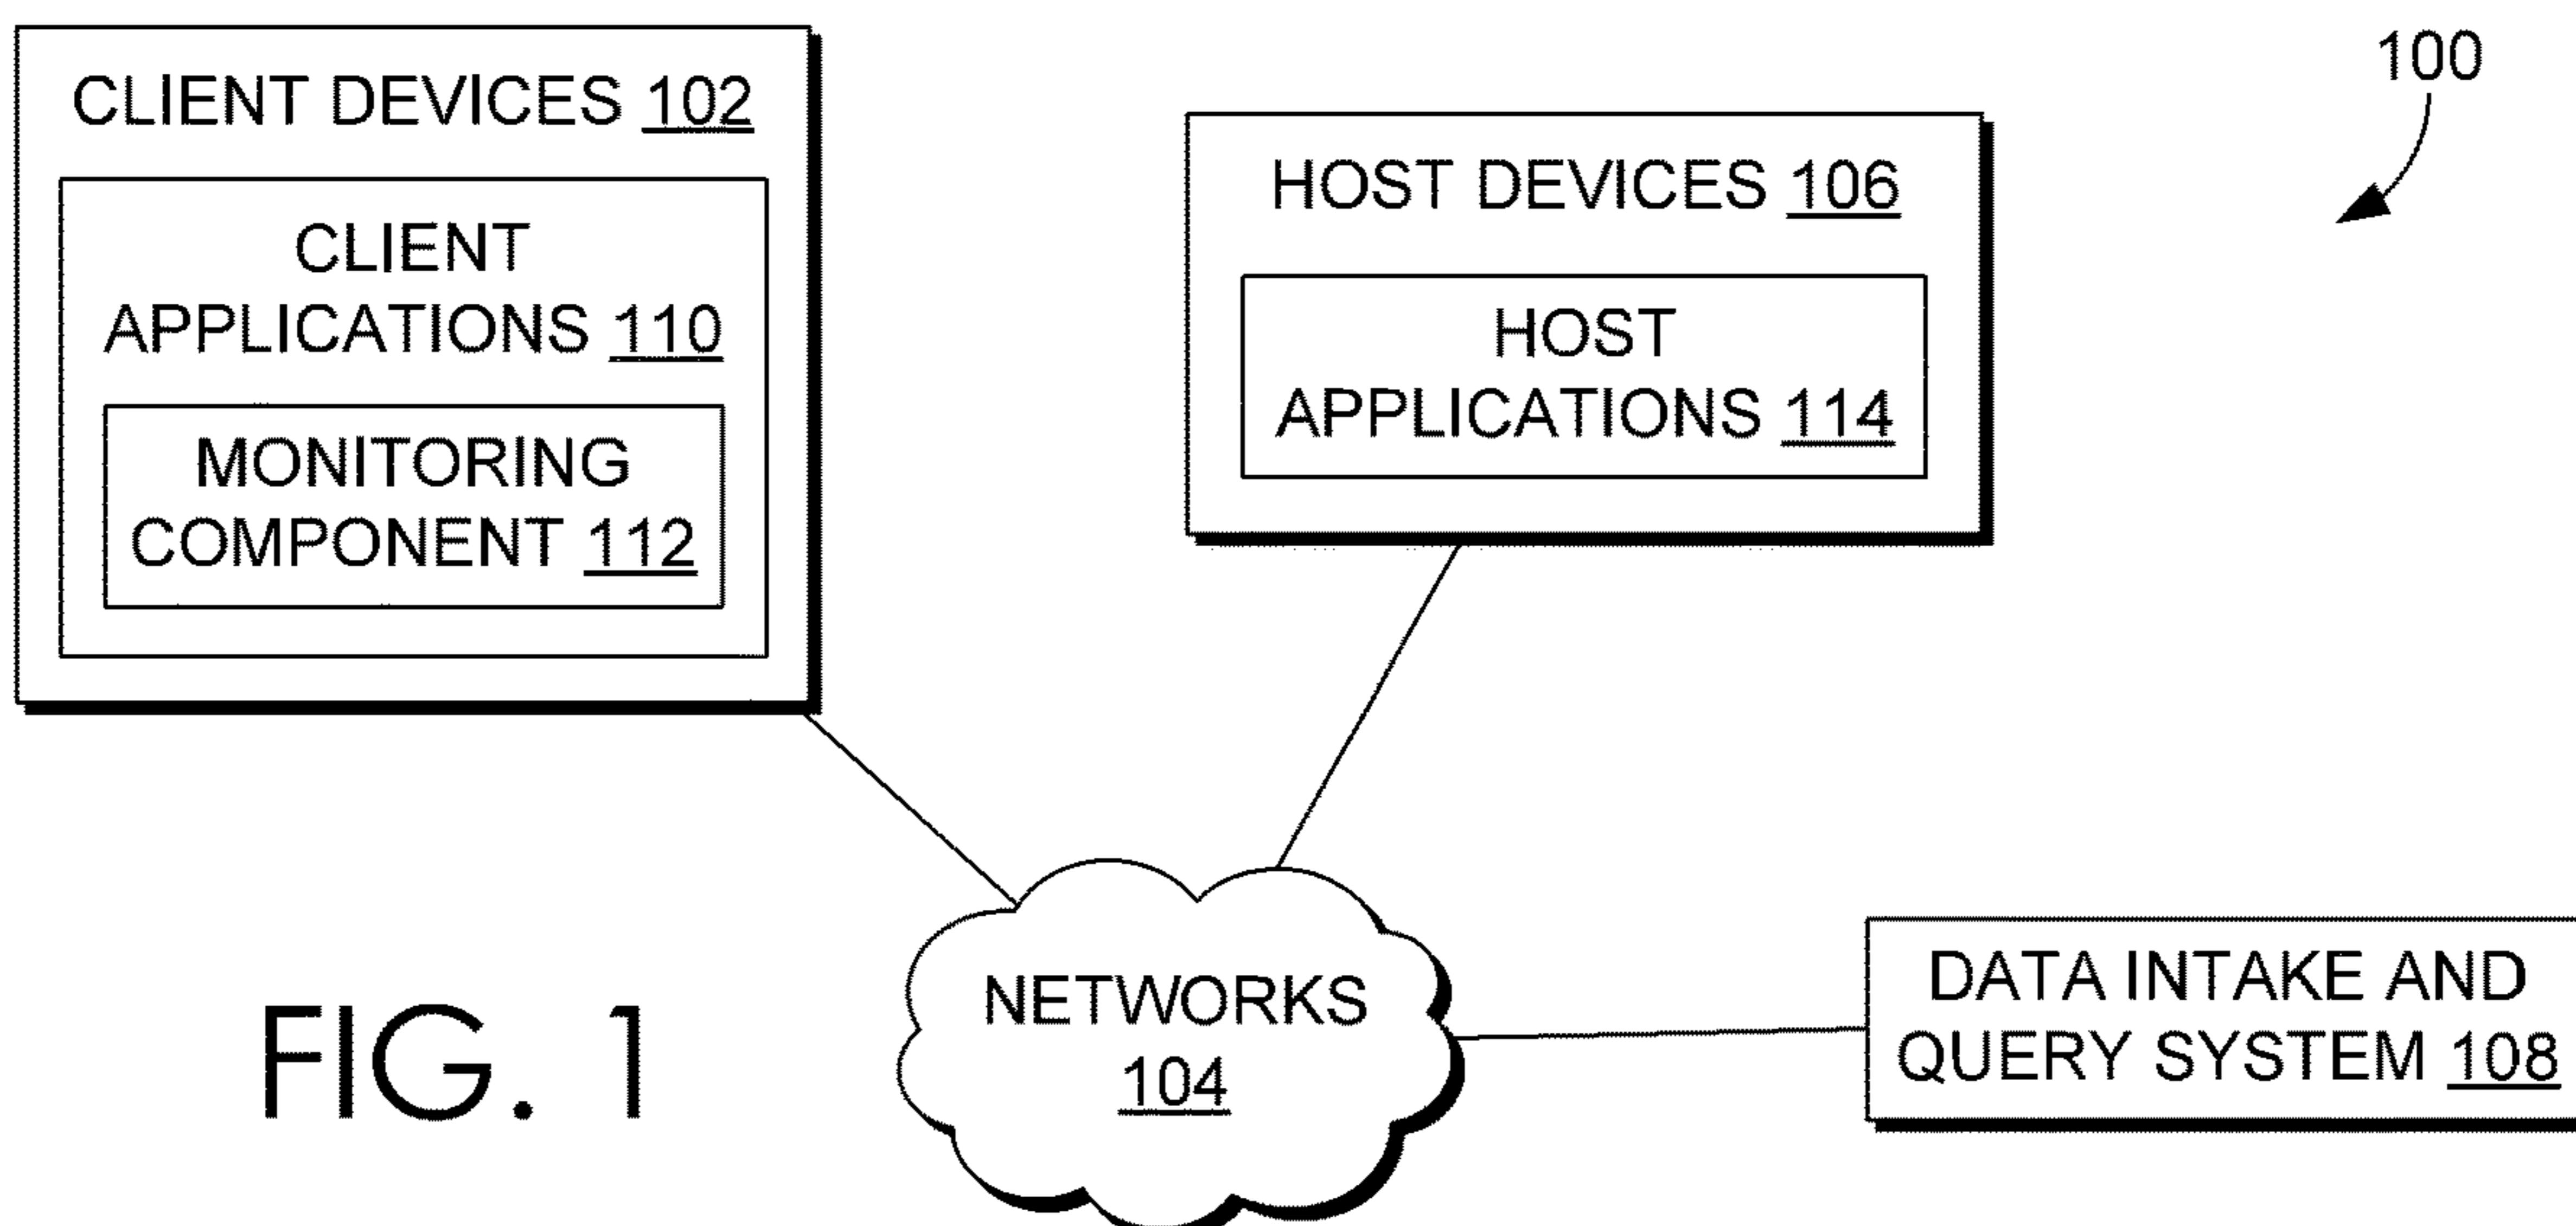 100
CLIENT DEVICES 102
CLIENT
APPLICATIONS 110
MONITORING
COMPONENT 112
HOST DEVICES 106
HOST
APPLICATIONS 114
NETWORKS
104
DATA INTAKE AND
QUERY SYSTEM 108
FIG. 1